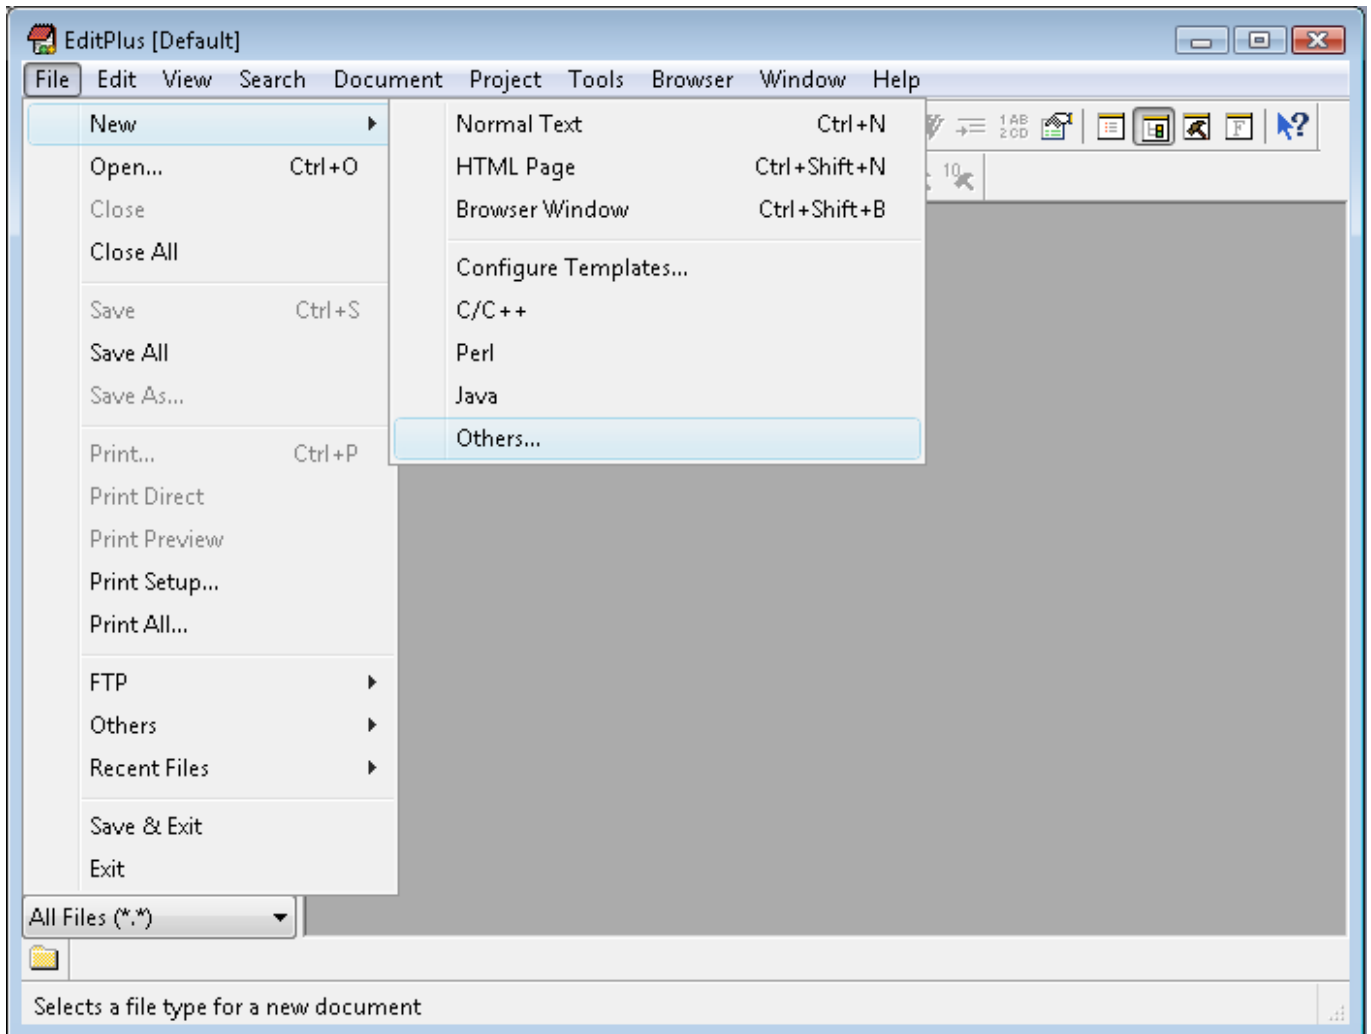 EditPlus [Default]
File Edit View Search Document Project Tools Browser Window Help
New
Open... Ctrl+O
Close
Close All
Save Ctrl+S
Save All
Save As...
Print... Ctrl+P
Print Direct
Print Preview
Print Setup...
Print All...
FTP
Others
Recent Files
Save & Exit
Exit
Normal Text Ctrl+N
HTML Page Ctrl+Shift+N
Browser Window Ctrl+Shift+B
Configure Templates...
C/C++
Perl
Java
Others...
1AB
2CD
F
?
10
All Files (*.*)
Selects a file type for a new document